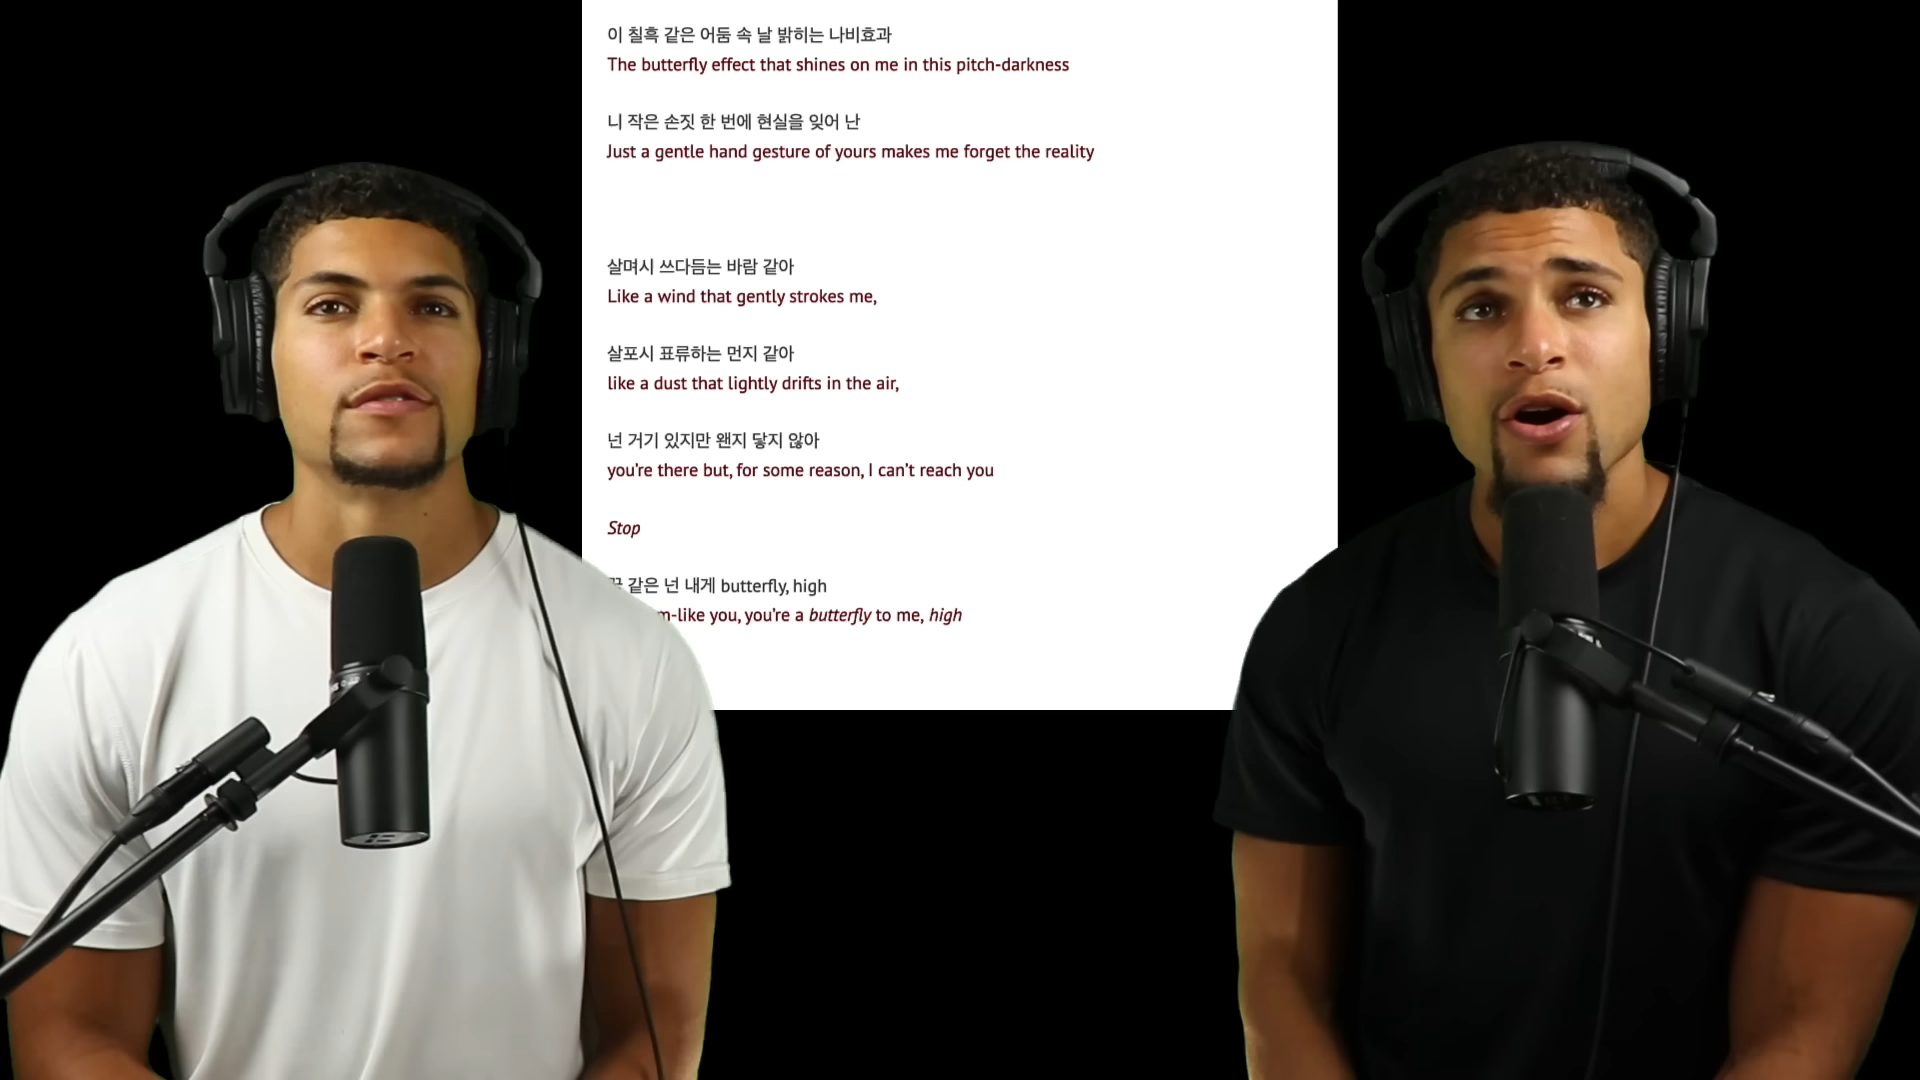 이 칠흑 같은 어둠 속 날 밝히는 나비효과
The butterfly effect that shines on me in this pitch-darkness
니 작은 손짓 한 번에 현실을 잊어 난
Just a gentle hand gesture of yours makes me forget the reality
살며시 쓰다듬는 바람 같아
Like a wind that gently strokes me,
살포시 표류하는 먼지 같아
like a dust that lightly drifts in the air,
넌 거기 있지만 왠지 닿지 않아
you're there but, for some reason, I can't reach you
Stop
같은 넌 내게 butterfly, high
m-like you, you're a butterfly to me, high